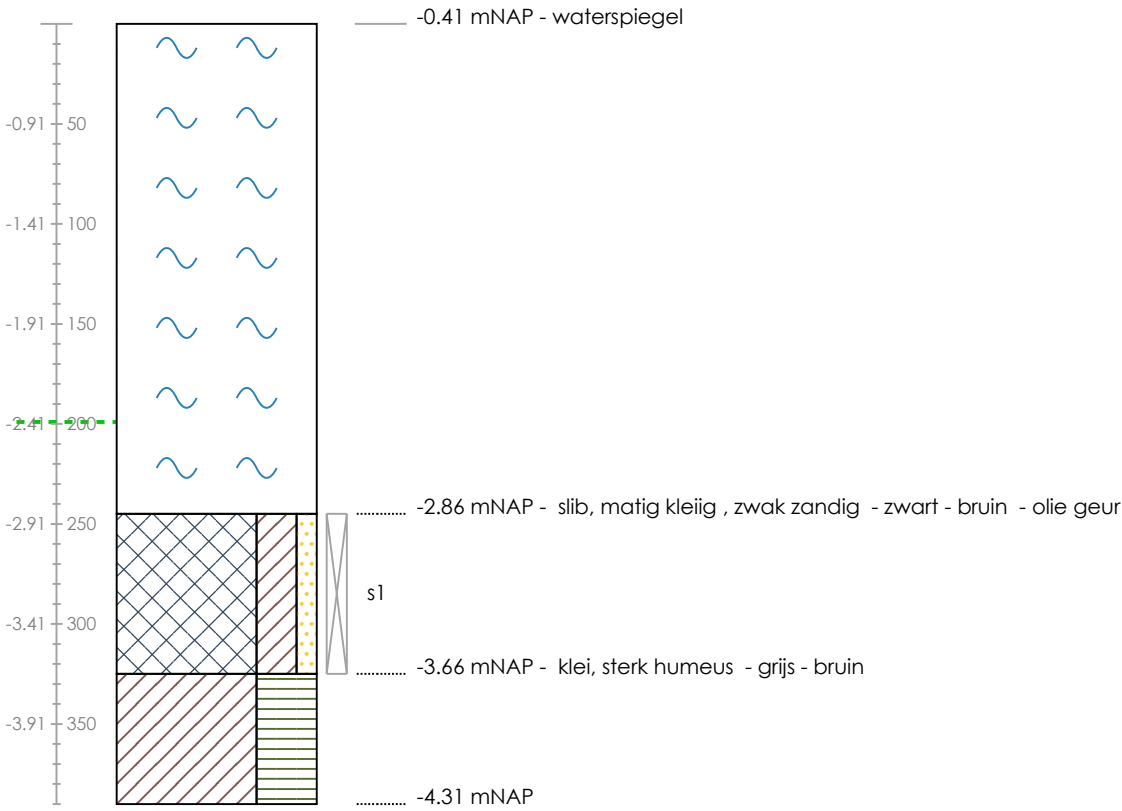 -0.41 mNAP - waterspiegel
-0.91 50
-1.41 100
-1.91 150
-2.41 200
-2.86 mNAP - slib, matig kleiig , zwak zandig - zwart - bruin - olie geur
-2.91 250
s1
-3.41 300
-3.66 mNAP - klei, sterk humeus - grijs - bruin
-3.91 350
-4.31 mNAP